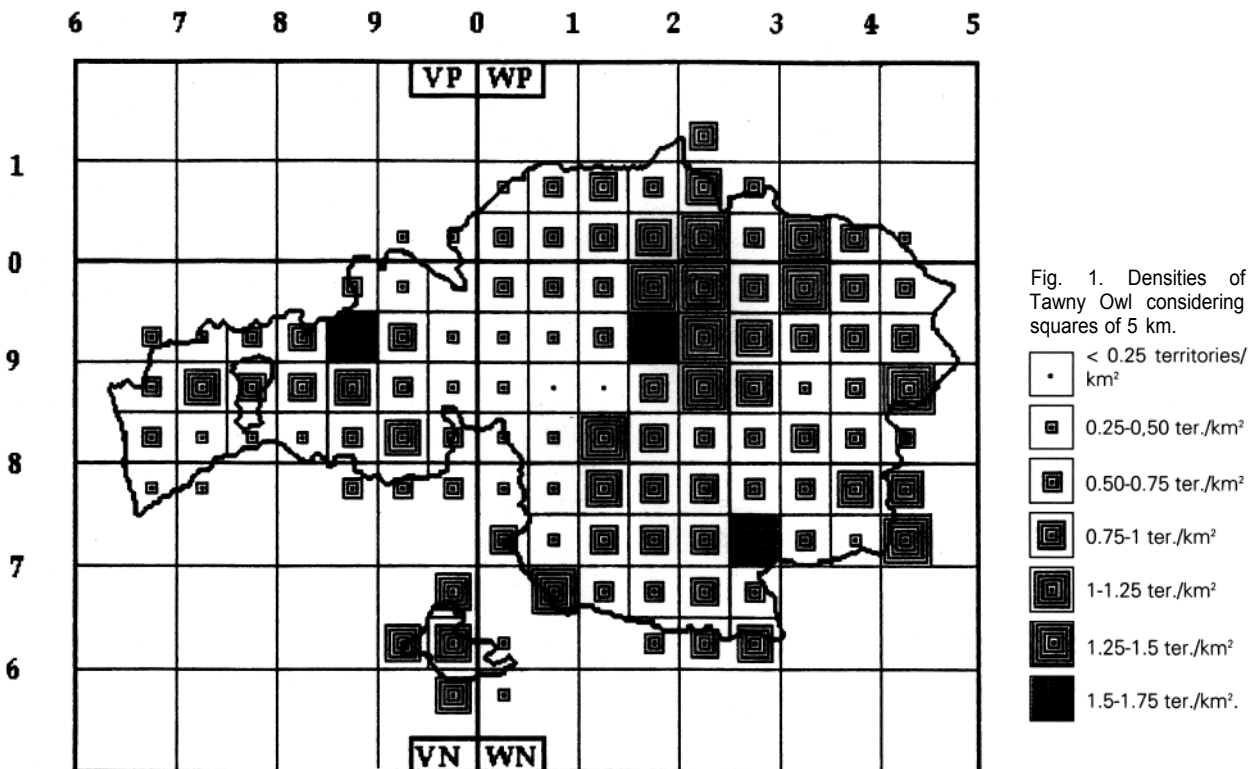 6 7 8 9 0 1 2 3 4 5
VP WP
1
0
9
8
7
6
VN WN
Fig. 1. Densities of
Tawny Owl considering
squares of 5 km.
< 0.25 territories/
km²
0.25-0,50 ter./km²
0.50-0.75 ter./km²
0.75-1 ter./km²
1-1.25 ter./km²
1.25-1.5 ter./km²
1.5-1.75 ter./km².